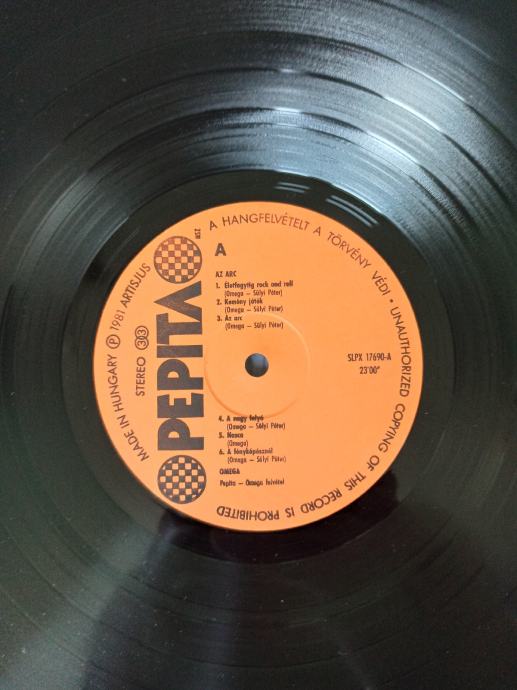 A HANGFELVÉTELT A TÖRVÉNY VÉDI • UNAUTHORIZED COPYING OF THIS RECORD IS PROHIBITED
MADE IN HUNGARY Ⓟ 1981 ARTISJUS
STEREO 33
PEPITA
MSZ
A
AZ ARC
1. Életfogytig rock and roll
(Omega – Sülyi Péter)
2. Kemény játék
(Omega – Sülyi Péter)
3. Az arc
(Omega – Sülyi Péter)
SLPX 17690-A
23'00"
4. A nagy folyó
(Omega – Sülyi Péter)
5. Nasca
(Omega)
6. A fényképésznél
(Omega – Sülyi Péter)
OMEGA
Pepita – Omega felvétel